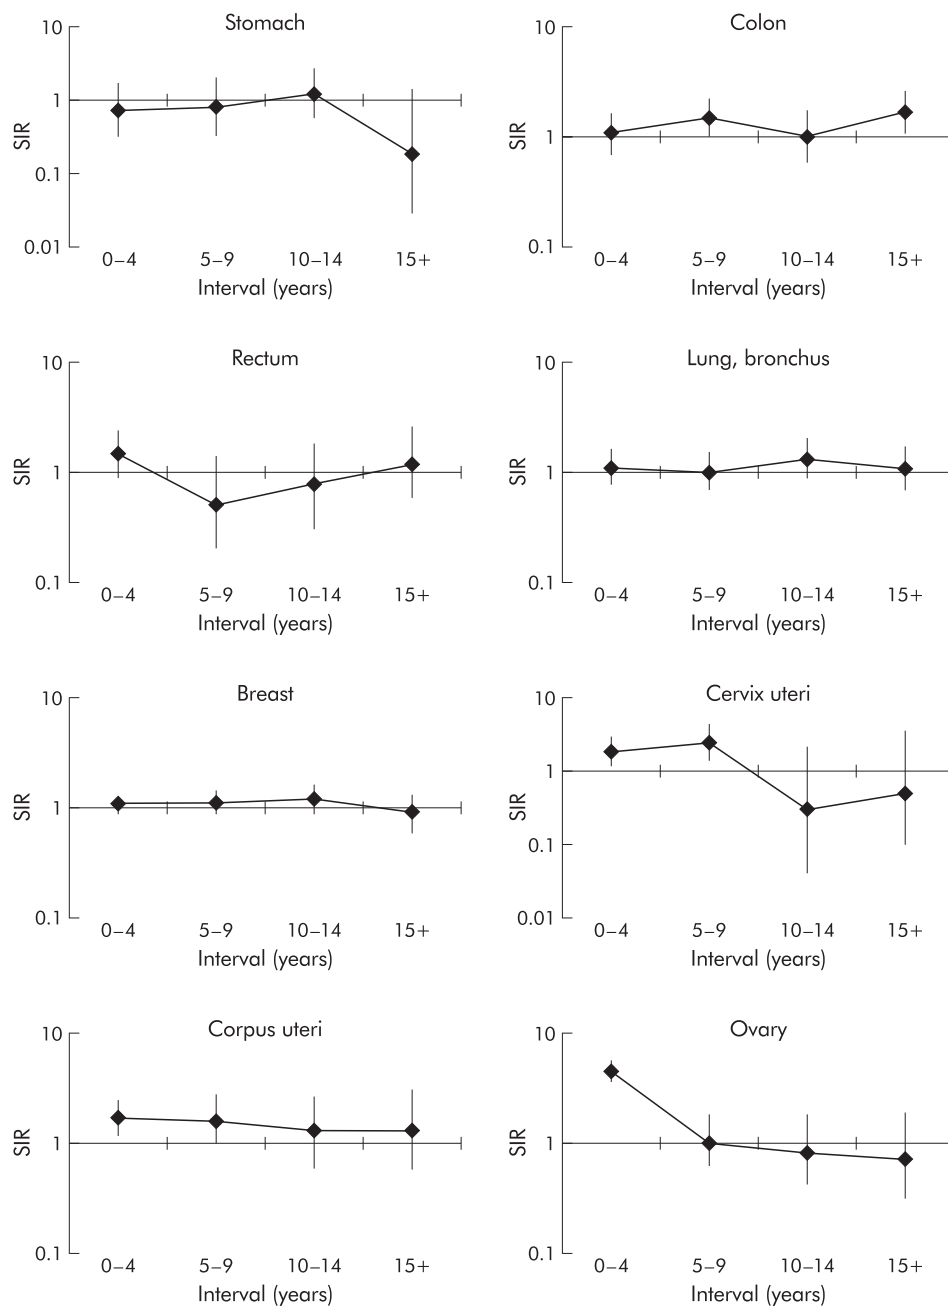 Stomach
10
1
0.1
0.01
SIR
0–4 5–9 10–14 15+
Interval (years)
Colon
10
1
0.1
SIR
0–4 5–9 10–14 15+
Interval (years)
Rectum
10
1
0.1
SIR
0–4 5–9 10–14 15+
Interval (years)
Lung, bronchus
10
1
0.1
SIR
0–4 5–9 10–14 15+
Interval (years)
Breast
10
1
0.1
SIR
0–4 5–9 10–14 15+
Interval (years)
Cervix uteri
10
1
0.1
0.01
SIR
0–4 5–9 10–14 15+
Interval (years)
Corpus uteri
10
1
0.1
SIR
0–4 5–9 10–14 15+
Interval (years)
Ovary
10
1
0.1
SIR
0–4 5–9 10–14 15+
Interval (years)